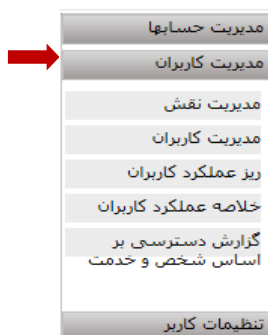 مدیریت حسابها
مدیریت کاربران
مدیریت نقش
مدیریت کاربران
ریز عملکرد کاربران
خلاصه عملکرد کاربران
گزارش دسترسی بر
اساس شخص و خدمت
تنظیمات کاربر